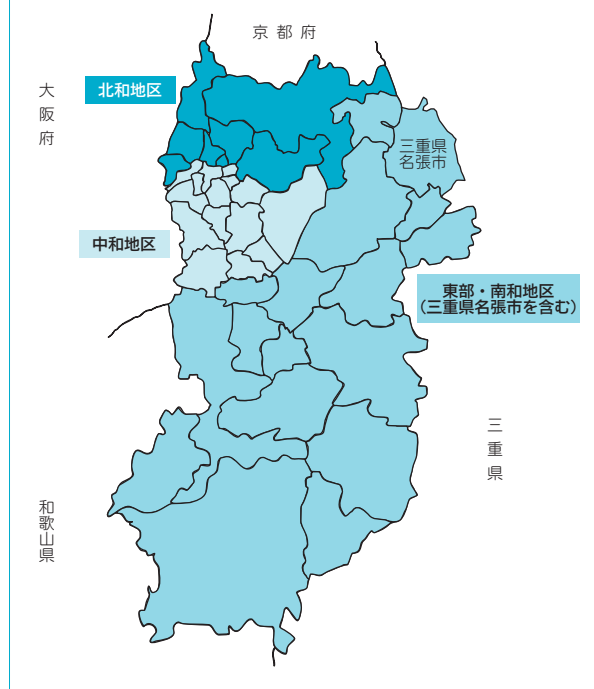 京都府
大阪府
北和地区
三重県
名張市
中和地区
東部・南和地区
（三重県名張市を含む）
三重県
和歌山県